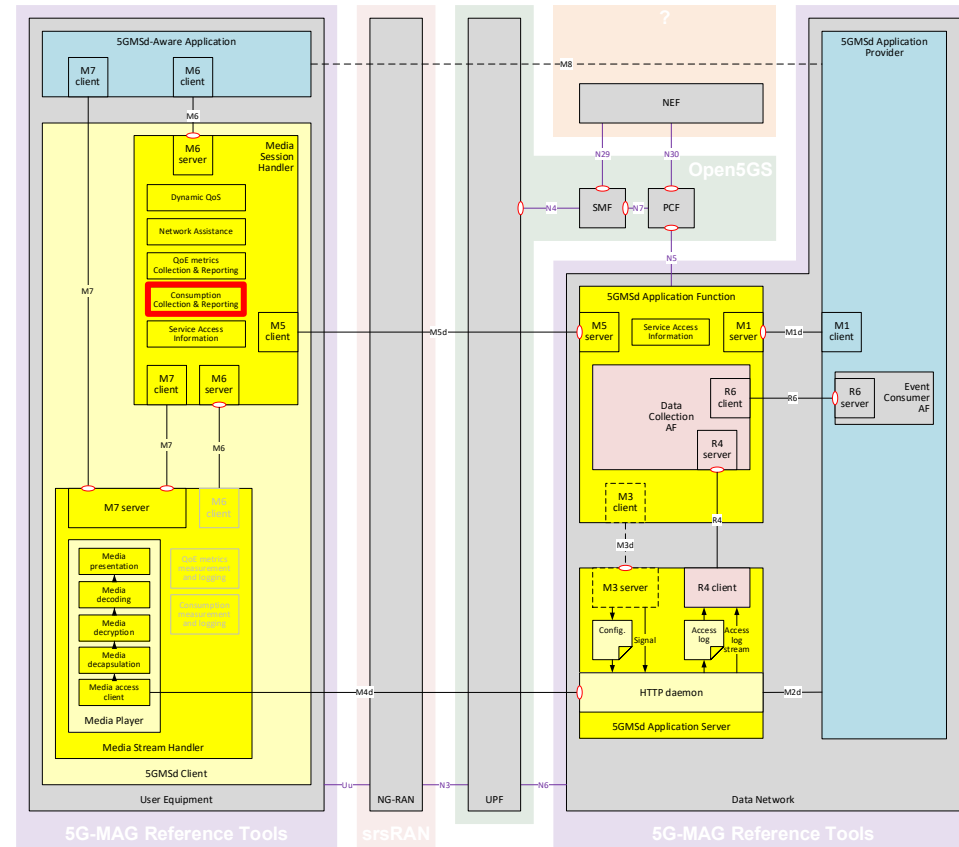 ?
5GMSd-Aware Application
M7
client
M6
client
M8
5GMSd Application
Provider
NEF
M6
M6
server
Media
Session
Handler
N29
N30
Open5GS
Dynamic QoS
Network Assistance
N4
SMF
N7
PCF
QoE metrics
Collection & Reporting
N5
M7
Consumption
Collection & Reporting
5GMSd Application Function
Service Access
Information
M5
client
M5d
M5
server
Service Access
Information
M1
server
M1d
M1
client
M7
client
M6
server
Data
Collection
AF
R6
client
R6
R6
server
Event
Consumer
AF
R4
server
M7
M6
M7 server
M6
client
M3
client
R4
M3d
Media
presentation
QoE metrics
measurement
and logging
Media
decoding
M3 server
R4 client
Consumption
measurement
and logging
Media
decryption
Config.
Signal
Access
log
Access
log
stream
Media
decapsulation
Media access
client
M4d
HTTP daemon
M2d
Media Player
5GMSd Application Server
Media Stream Handler
5GMSd Client
Uu
N3
N6
User Equipment
NG-RAN
UPF
Data Network
5G-MAG Reference Tools
srsRAN
5G-MAG Reference Tools